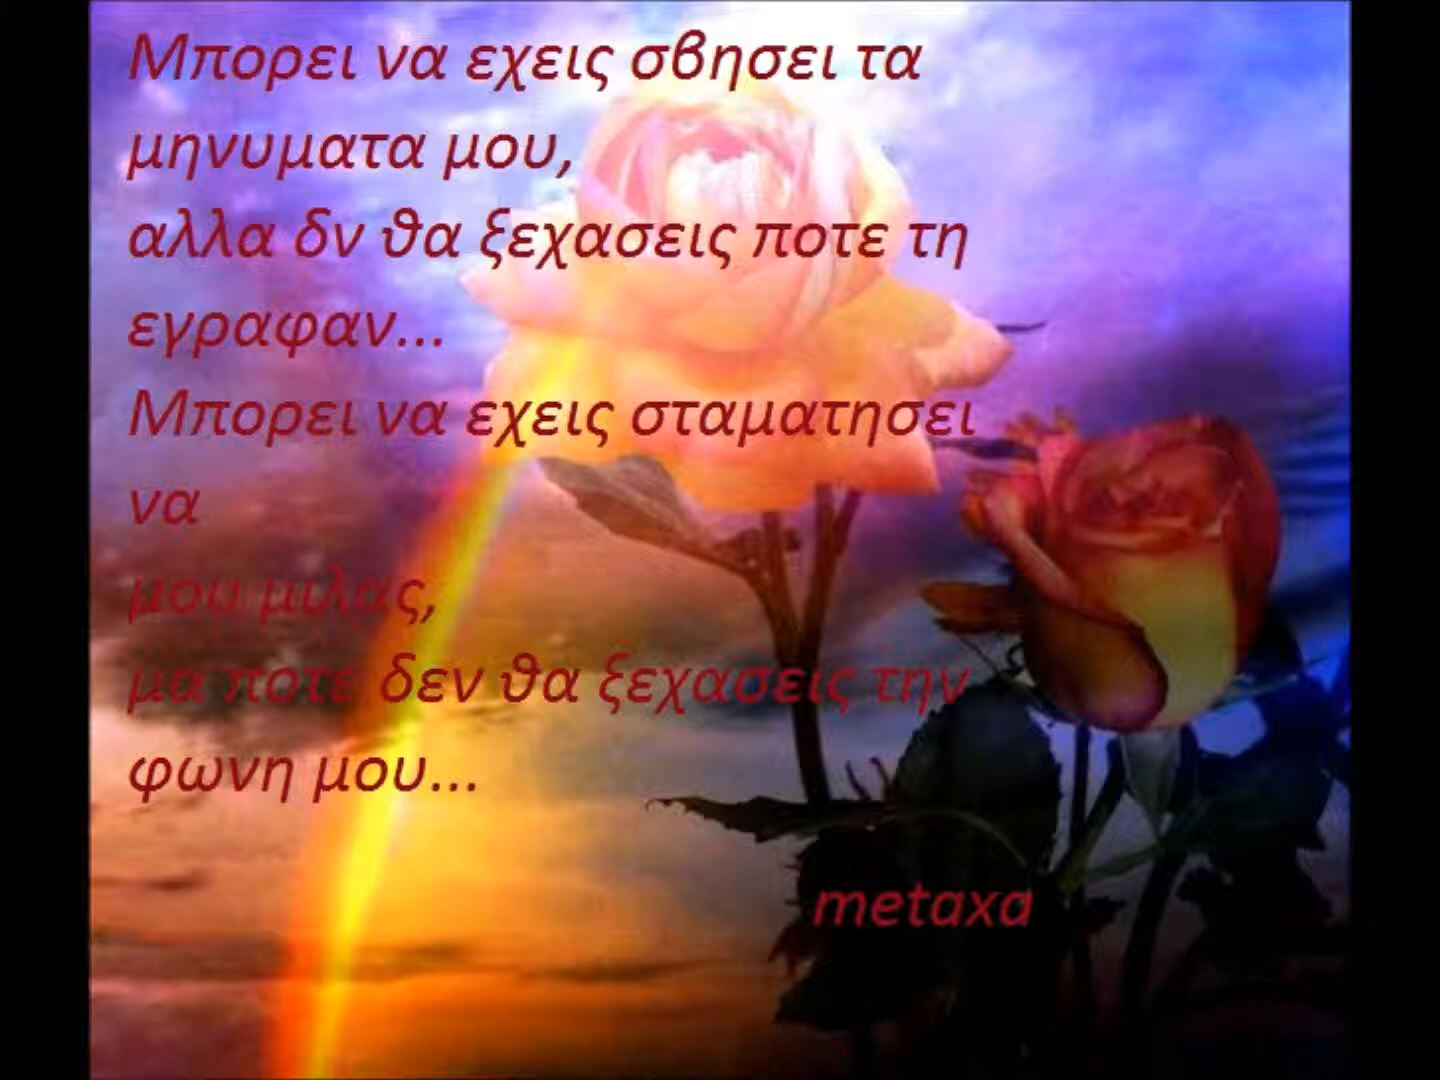 Μπορει να εχεις σβησει τα
μηνυματα μου,
αλλα δν θα ξεχασεις ποτε τη
εγραφαν...
Μπορει να εχεις σταματησει
να
μου μιλας,
μα ποτε δεν θα ξεχασεις την
φωνη μου...
metaxa